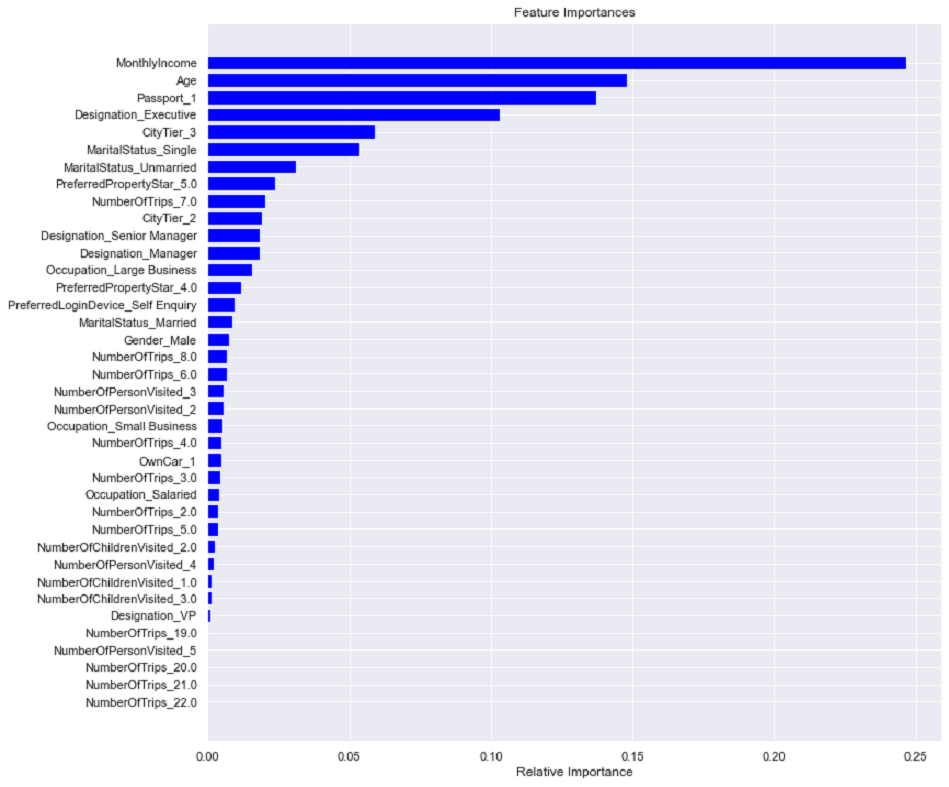 Feature Importances
MonthlyIncome
Age
Passport_1
Designation_Executive
CityTier_3
MaritalStatus_Single
MaritalStatus_Unmarried
PreferredPropertyStar_5.0
NumberOfTrips_7.0
CityTier_2
Designation_Senior Manager
Designation_Manager
Occupation_Large Business
PreferredPropertyStar_4.0
PreferredLoginDevice_Self Enquiry
MaritalStatus_Married
Gender_Male
NumberOfTrips_8.0
NumberOfTrips_6.0
NumberOfPersonVisited_3
NumberOfPersonVisited_2
Occupation_Small Business
NumberOfTrips_4.0
OwnCar_1
NumberOfTrips_3.0
Occupation_Salaried
NumberOfTrips_2.0
NumberOfTrips_5.0
NumberOfChildrenVisited_2.0
NumberOfPersonVisited_4
NumberOfChildrenVisited_1.0
NumberOfChildrenVisited_3.0
Designation_VP
NumberOfTrips_19.0
NumberOfPersonVisited_5
NumberOfTrips_20.0
NumberOfTrips_21.0
NumberOfTrips_22.0
0.00 0.05 0.10 0.15 0.20 0.25
Relative Importance